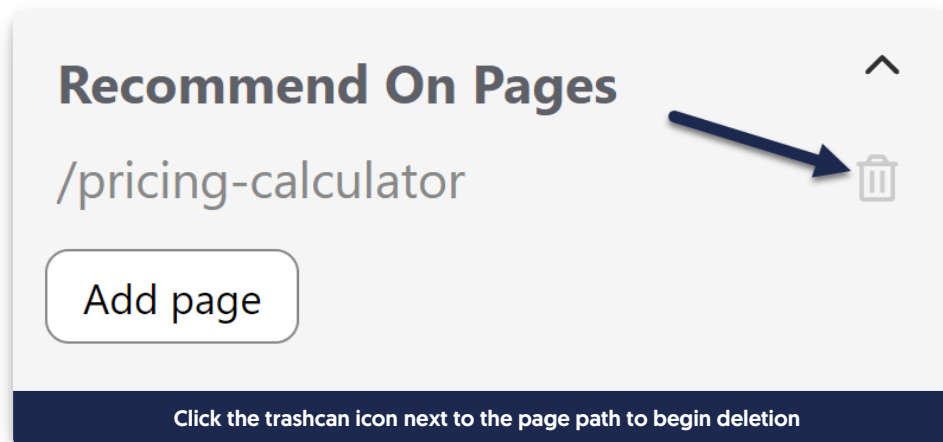 Recommend On Pages
/pricing-calculator
Add page
Click the trashcan icon next to the page path to begin deletion